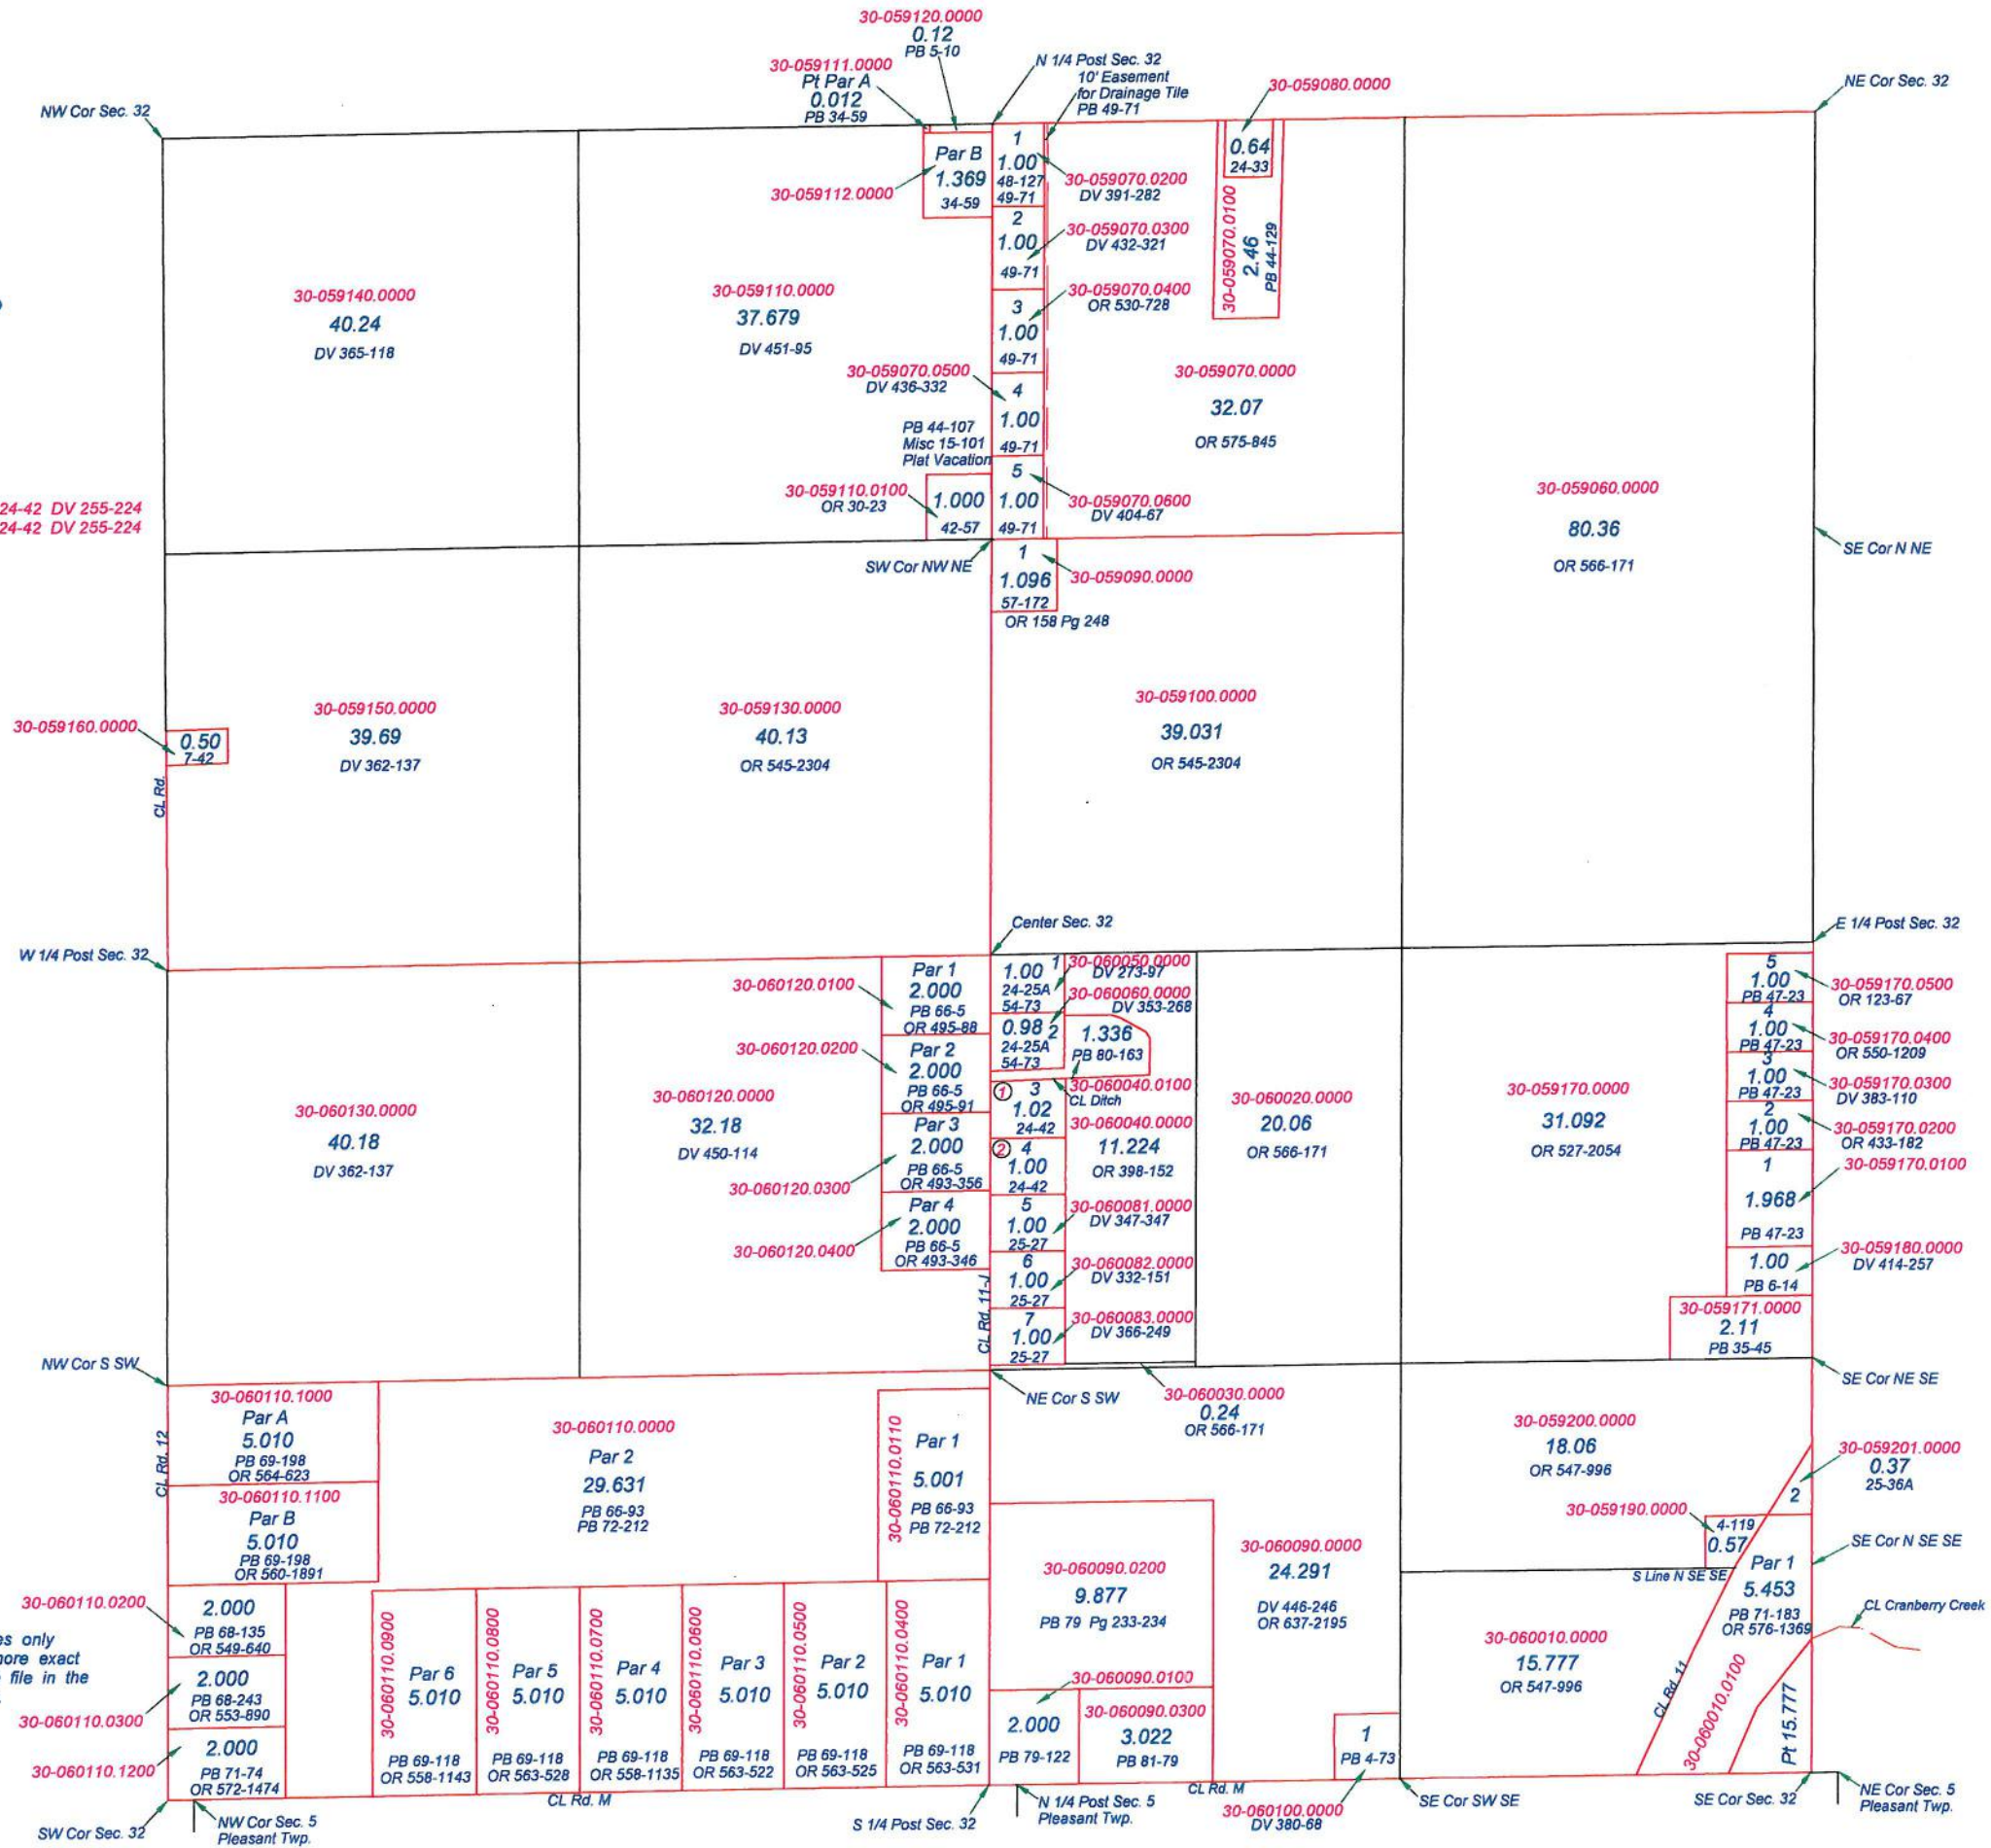 30-059120.0000
0.12
PB 5-10
30-059111.0000
Pt Par A
0.012
PB 34-59
N 1/4 Post Sec. 32
10' Easement
for Drainage Tile
PB 49-71
30-059080.0000
NE Cor Sec. 32
NW Cor Sec. 32
Par B
1.369
34-59
30-059112.0000
1
1.00
48-127
49-71
30-059070.0200
DV 391-282
0.64
24-33
30-059070.0100
2.46
PB 44-129
2
1.00
49-71
30-059070.0300
DV 432-321
30-059140.0000
40.24
DV 365-118
30-059110.0000
37.679
DV 451-95
3
1.00
49-71
30-059070.0400
OR 530-728
30-059070.0500
DV 436-332
4
1.00
49-71
30-059070.0000
32.07
OR 575-845
PB 44-107
Misc 15-101
Plat Vacation
30-059110.0100
OR 30-23
1.000
42-57
5
1.00
49-71
30-059070.0600
DV 404-67
30-059060.0000
80.36
OR 566-171
24-42 DV 255-224
24-42 DV 255-224
SE Cor N NE
SW Cor NW NE
1
1.096
57-172
30-059090.0000
OR 158 Pg 248
30-059160.0000
0.50
7-42
CL Rd.
30-059150.0000
39.69
DV 362-137
30-059130.0000
40.13
OR 545-2304
30-059100.0000
39.031
OR 545-2304
Center Sec. 32
W 1/4 Post Sec. 32
E 1/4 Post Sec. 32
30-060120.0100
Par 1
2.000
PB 66-5
OR 495-88
1.00 1
24-25A
54-73
30-060050.0000
DV 273-97
30-060060.0000
DV 353-268
0.98 2
24-25A
54-73
1.336
PB 80-163
30-060040.0100
CL Ditch
30-060120.0200
Par 2
2.000
PB 66-5
OR 495-91
1
3
1.02
24-42
30-060040.0000
11.224
OR 398-152
30-060130.0000
40.18
DV 362-137
30-060120.0000
32.18
DV 450-114
Par 3
2.000
PB 66-5
OR 493-356
30-060120.0300
2
4
1.00
24-42
30-060020.0000
20.06
OR 566-171
30-059170.0000
31.092
OR 527-2054
5
1.00
PB 47-23
30-059170.0500
OR 123-67
4
1.00
PB 47-23
30-059170.0400
OR 550-1209
3
1.00
PB 47-23
30-059170.0300
DV 383-110
2
1.00
PB 47-23
30-059170.0200
OR 433-182
1
1.968
PB 47-23
30-059170.0100
1.00
PB 6-14
30-059180.0000
DV 414-257
30-059171.0000
2.11
PB 35-45
Par 4
2.000
PB 66-5
OR 493-346
30-060120.0400
5
1.00
25-27
30-060081.0000
DV 347-347
6
1.00
25-27
30-060082.0000
DV 332-151
7
1.00
25-27
30-060083.0000
DV 366-249
CL Rd. 11-J
NW Cor S SW
NE Cor S SW
SE Cor NE SE
30-060030.0000
0.24
OR 566-171
30-060110.1000
Par A
5.010
PB 69-198
OR 564-623
CL Rd. 12
30-060110.1100
Par B
5.010
PB 69-198
OR 560-1891
30-060110.0000
Par 2
29.631
PB 66-93
PB 72-212
30-060110.0110
Par 1
5.001
PB 66-93
PB 72-212
30-059200.0000
18.06
OR 547-996
30-059201.0000
0.37
25-36A
2
30-059190.0000
4-119
0.57
SE Cor N SE SE
S Line N SE SE
30-060090.0200
9.877
PB 79 Pg 233-234
30-060090.0000
24.291
DV 446-246
OR 637-2195
Par 1
5.453
PB 71-183
OR 576-1369
CL Cranberry Creek
30-060110.0200
2.000
PB 68-135
OR 549-640
es only
more exact
file in the
2.000
PB 68-243
OR 553-890
30-060110.0300
2.000
PB 71-74
OR 572-1474
30-060110.1200
30-060110.0900
Par 6
5.010
PB 69-118
OR 558-1143
30-060110.0800
Par 5
5.010
PB 69-118
OR 563-528
30-060110.0700
Par 4
5.010
PB 69-118
OR 558-1135
30-060110.0600
Par 3
5.010
PB 69-118
OR 563-522
30-060110.0500
Par 2
5.010
PB 69-118
OR 563-525
30-060110.0400
Par 1
5.010
PB 69-118
OR 563-531
30-060090.0100
2.000
PB 79-122
30-060090.0300
3.022
PB 81-79
1
PB 4-73
30-060010.0000
15.777
OR 547-996
CL Rd. 11
30-060010.0100
Pt 15.777
CL Rd. M
CL Rd. M
SW Cor Sec. 32
NW Cor Sec. 5
Pleasant Twp.
S 1/4 Post Sec. 32
N 1/4 Post Sec. 5
Pleasant Twp.
30-060100.0000
DV 380-68
SE Cor SW SE
SE Cor Sec. 32
NE Cor Sec. 5
Pleasant Twp.